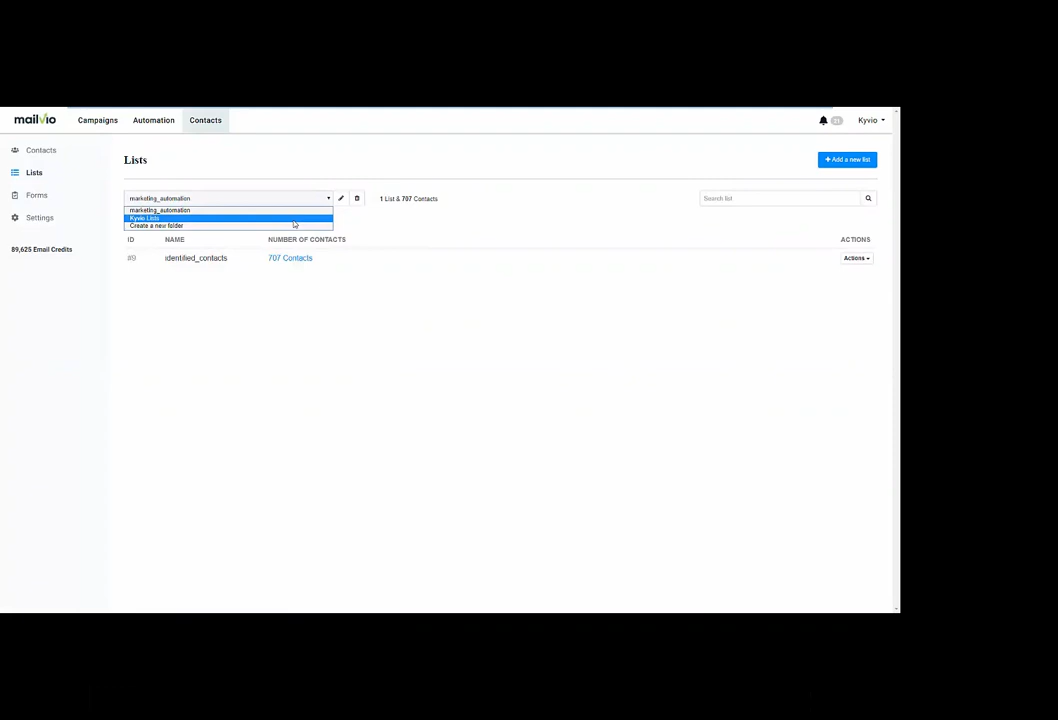 mailvio Campaigns Automation Contacts 21 Kyvio
Contacts
Lists
Forms
Settings
89,625 Email Credits
Lists
+ Add a new list
marketing_automation
1 List & 707 Contacts
Search list
marketing_automation
Kyvio Lists
Create a new folder
ID NAME NUMBER OF CONTACTS ACTIONS
#9 identified_contacts 707 Contacts Actions